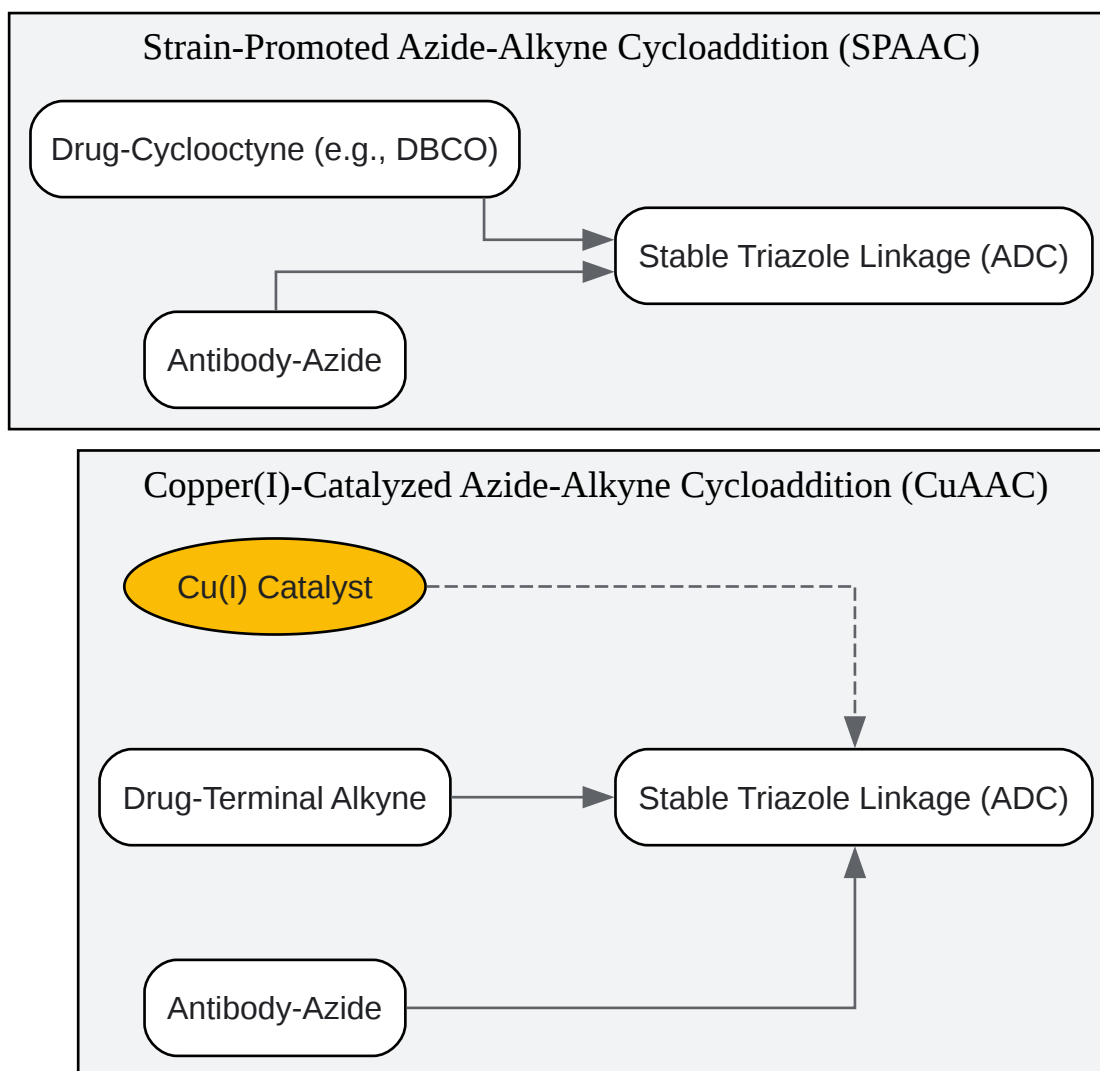 Strain-Promoted Azide-Alkyne Cycloaddition (SPAAC)
Drug-Cyclooctyne (e.g., DBCO)
Stable Triazole Linkage (ADC)
Antibody-Azide
Copper(I)-Catalyzed Azide-Alkyne Cycloaddition (CuAAC)
Cu(I) Catalyst
Drug-Terminal Alkyne
Stable Triazole Linkage (ADC)
Antibody-Azide